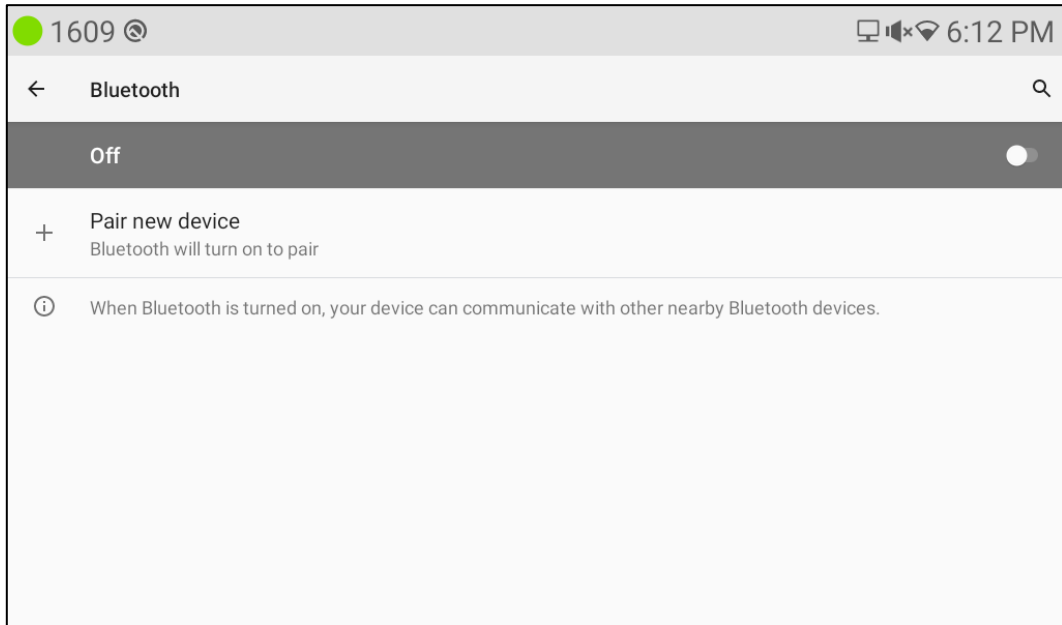 1609 6:12 PM
Bluetooth
Off
Pair new device
Bluetooth will turn on to pair
When Bluetooth is turned on, your device can communicate with other nearby Bluetooth devices.